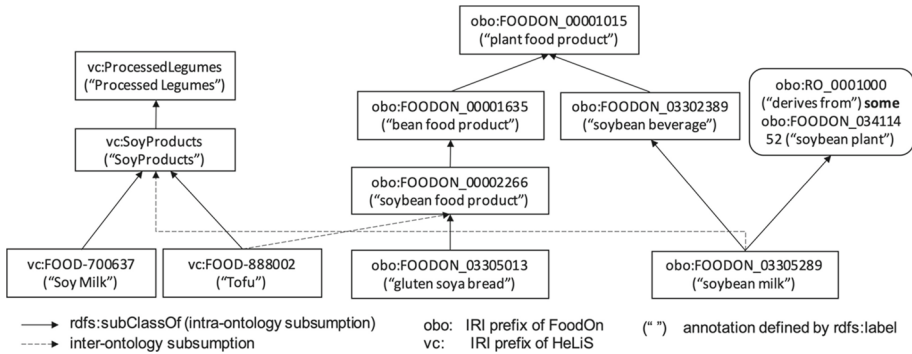 obo:FOODON_00001015
("plant food product")
vc:ProcessedLegumes
("Processed Legumes")
obo:FOODON_00001635
("bean food product")
obo:FOODON_03302389
("soybean beverage")
obo:RO_0001000
("derives from") some
obo:FOODON_034114
52 ("soybean plant")
vc:SoyProducts
("SoyProducts")
obo:FOODON_00002266
("soybean food product")
vc:FOOD-700637
("Soy Milk")
vc:FOOD-888002
("Tofu")
obo:FOODON_03305013
("gluten soya bread")
obo:FOODON_03305289
("soybean milk")
rdfs:subClassOf (intra-ontology subsumption)
obo: IRI prefix of FoodOn
(" ") annotation defined by rdfs:label
inter-ontology subsumption
vc: IRI prefix of HeLiS